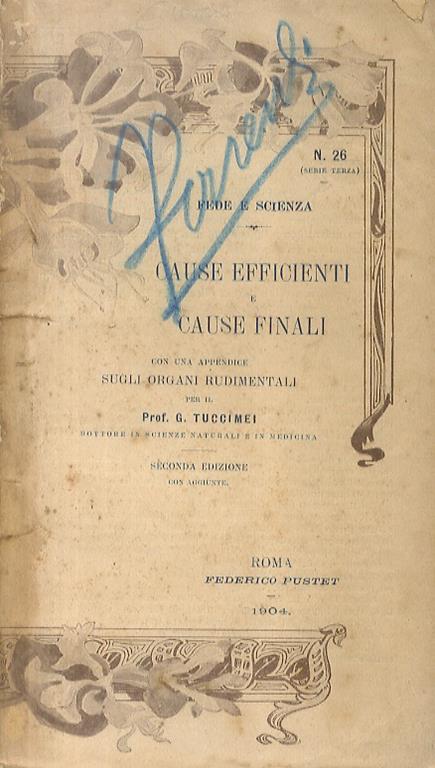 N. 26
(SERIE TERZA)
FEDE E SCIENZA
CAUSE EFFICIENTI
E
CAUSE FINALI
CON UNA APPENDICE
SUGLI ORGANI RUDIMENTALI
PER IL
Prof. G. TUCCIMEI
DOTTORE IN SCIENZE NATURALI E IN MEDICINA
SECONDA EDIZIONE
CON AGGIUNTE.
ROMA
FEDERICO PUSTET
1904.